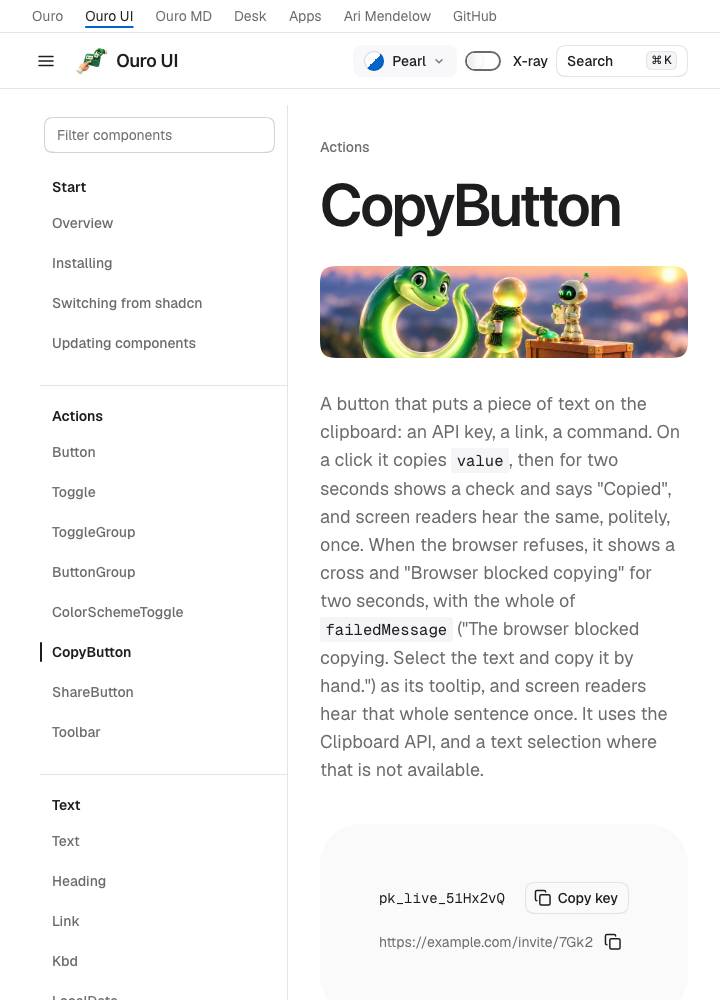 Ouro
Ouro UI
Ouro MD
Desk
Apps
Ari Mendelow
GitHub
Ouro UI
Pearl
X-ray
Search
⌘ K
Filter components
Start
Overview
Installing
Switching from shadcn
Updating components
Actions
Button
Toggle
ToggleGroup
ButtonGroup
ColorSchemeToggle
CopyButton
ShareButton
Toolbar
Text
Text
Heading
Link
Kbd
Actions
CopyButton
A button that puts a piece of text on the
clipboard: an API key, a link, a command. On
a click it copies value, then for two
seconds shows a check and says "Copied",
and screen readers hear the same, politely,
once. When the browser refuses, it shows a
cross and "Browser blocked copying" for
two seconds, with the whole of
failedMessage ("The browser blocked
copying. Select the text and copy it by
hand.") as its tooltip, and screen readers
hear that whole sentence once. It uses the
Clipboard API, and a text selection where
that is not available.
pk_live_51Hx2vQ
Copy key
https://example.com/invite/7Gk2